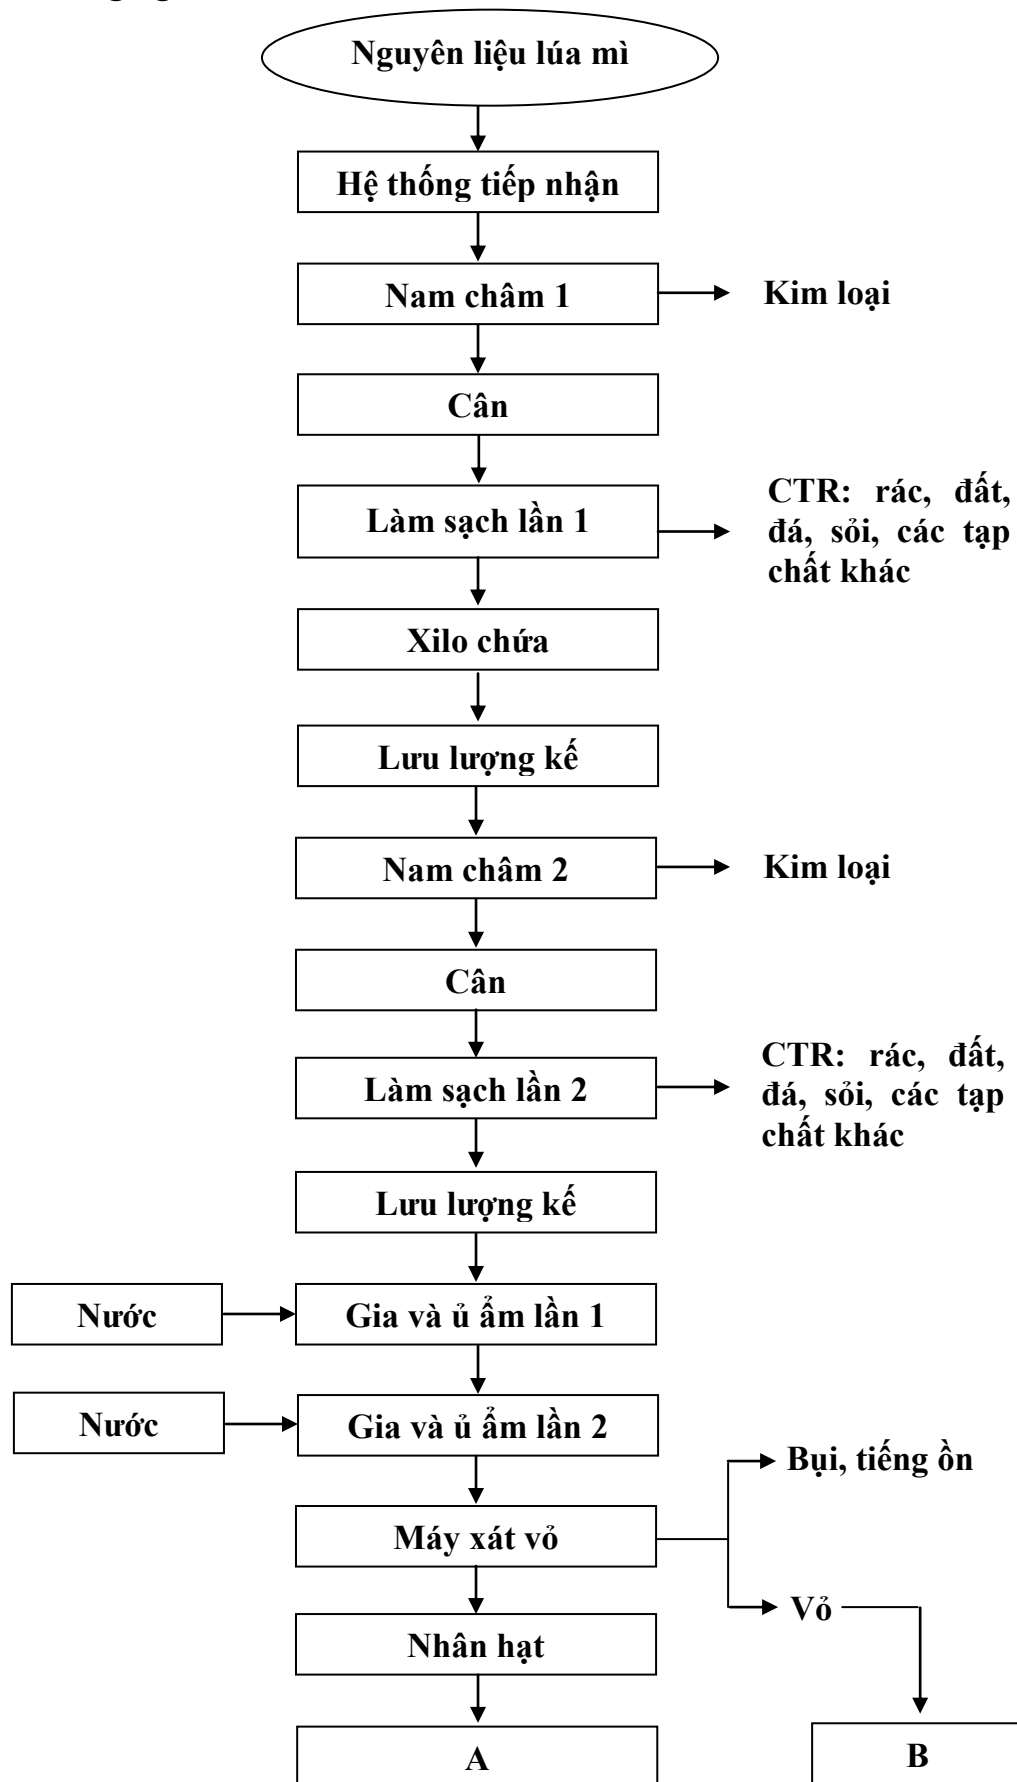 Nguyên liệu lúa mì
Hệ thống tiếp nhận
Nam châm 1
Kim loại
Cân
Làm sạch lần 1
CTR: rác, đất,
đá, sỏi, các tạp
chất khác
Xilo chứa
Lưu lượng kế
Nam châm 2
Kim loại
Cân
Làm sạch lần 2
CTR: rác, đất,
đá, sỏi, các tạp
chất khác
Lưu lượng kế
Nước
Gia và ủ ẩm lần 1
Nước
Gia và ủ ẩm lần 2
Bụi, tiếng ồn
Máy xát vỏ
Vỏ
Nhân hạt
A
B